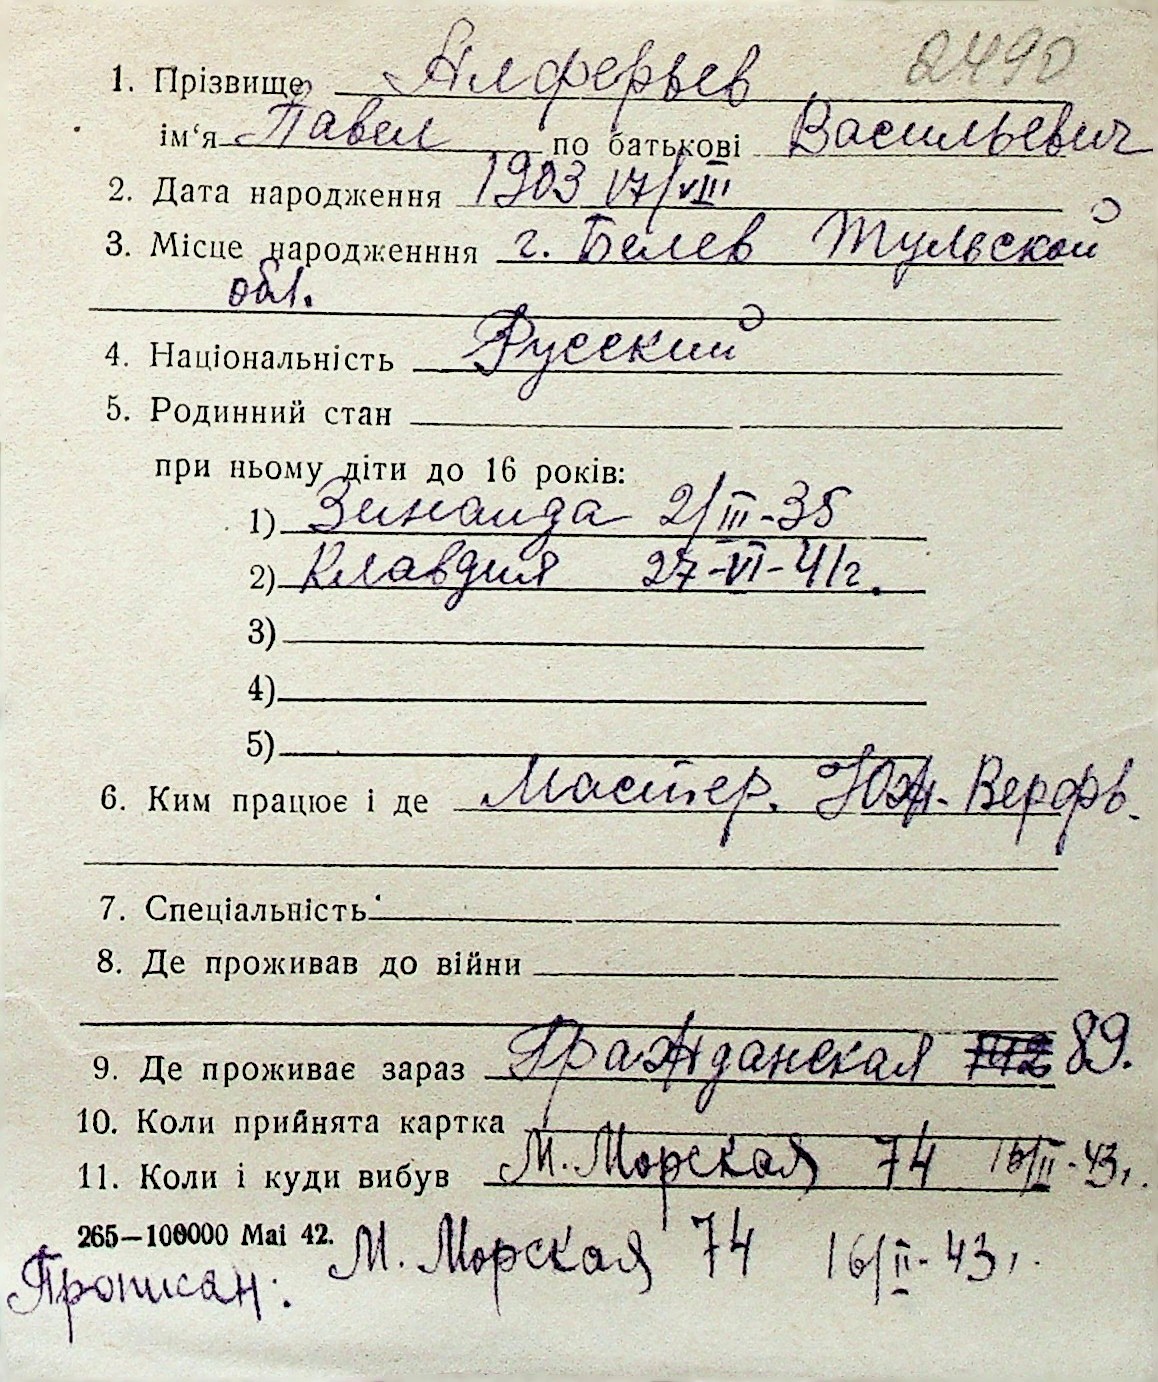 2490
1. Прізвище Алферьев
ім‘я Павел по батькові Васильевич
2. Дата народження 1903 17/VIII
3. Місце народженння г. Белев Тульской
обл.
4. Національність Русский
5. Родинний стан
при ньому діти до 16 років:
1) Зинаида 2/III-35
2) Клавдия 27-VI-41г.
3)
4)
5)
6. Ким працює і де Мастер. Юж. Верфь.
7. Спеціальність
8. Де проживав до війни
9. Де проживає зараз Гражданская 89.
10. Коли прийнята картка
11. Коли і куди вибув М. Морская 74 16/II-43г.
265—100000 Mai 42. М. Морская 74 16/II-43г.
Прописан: